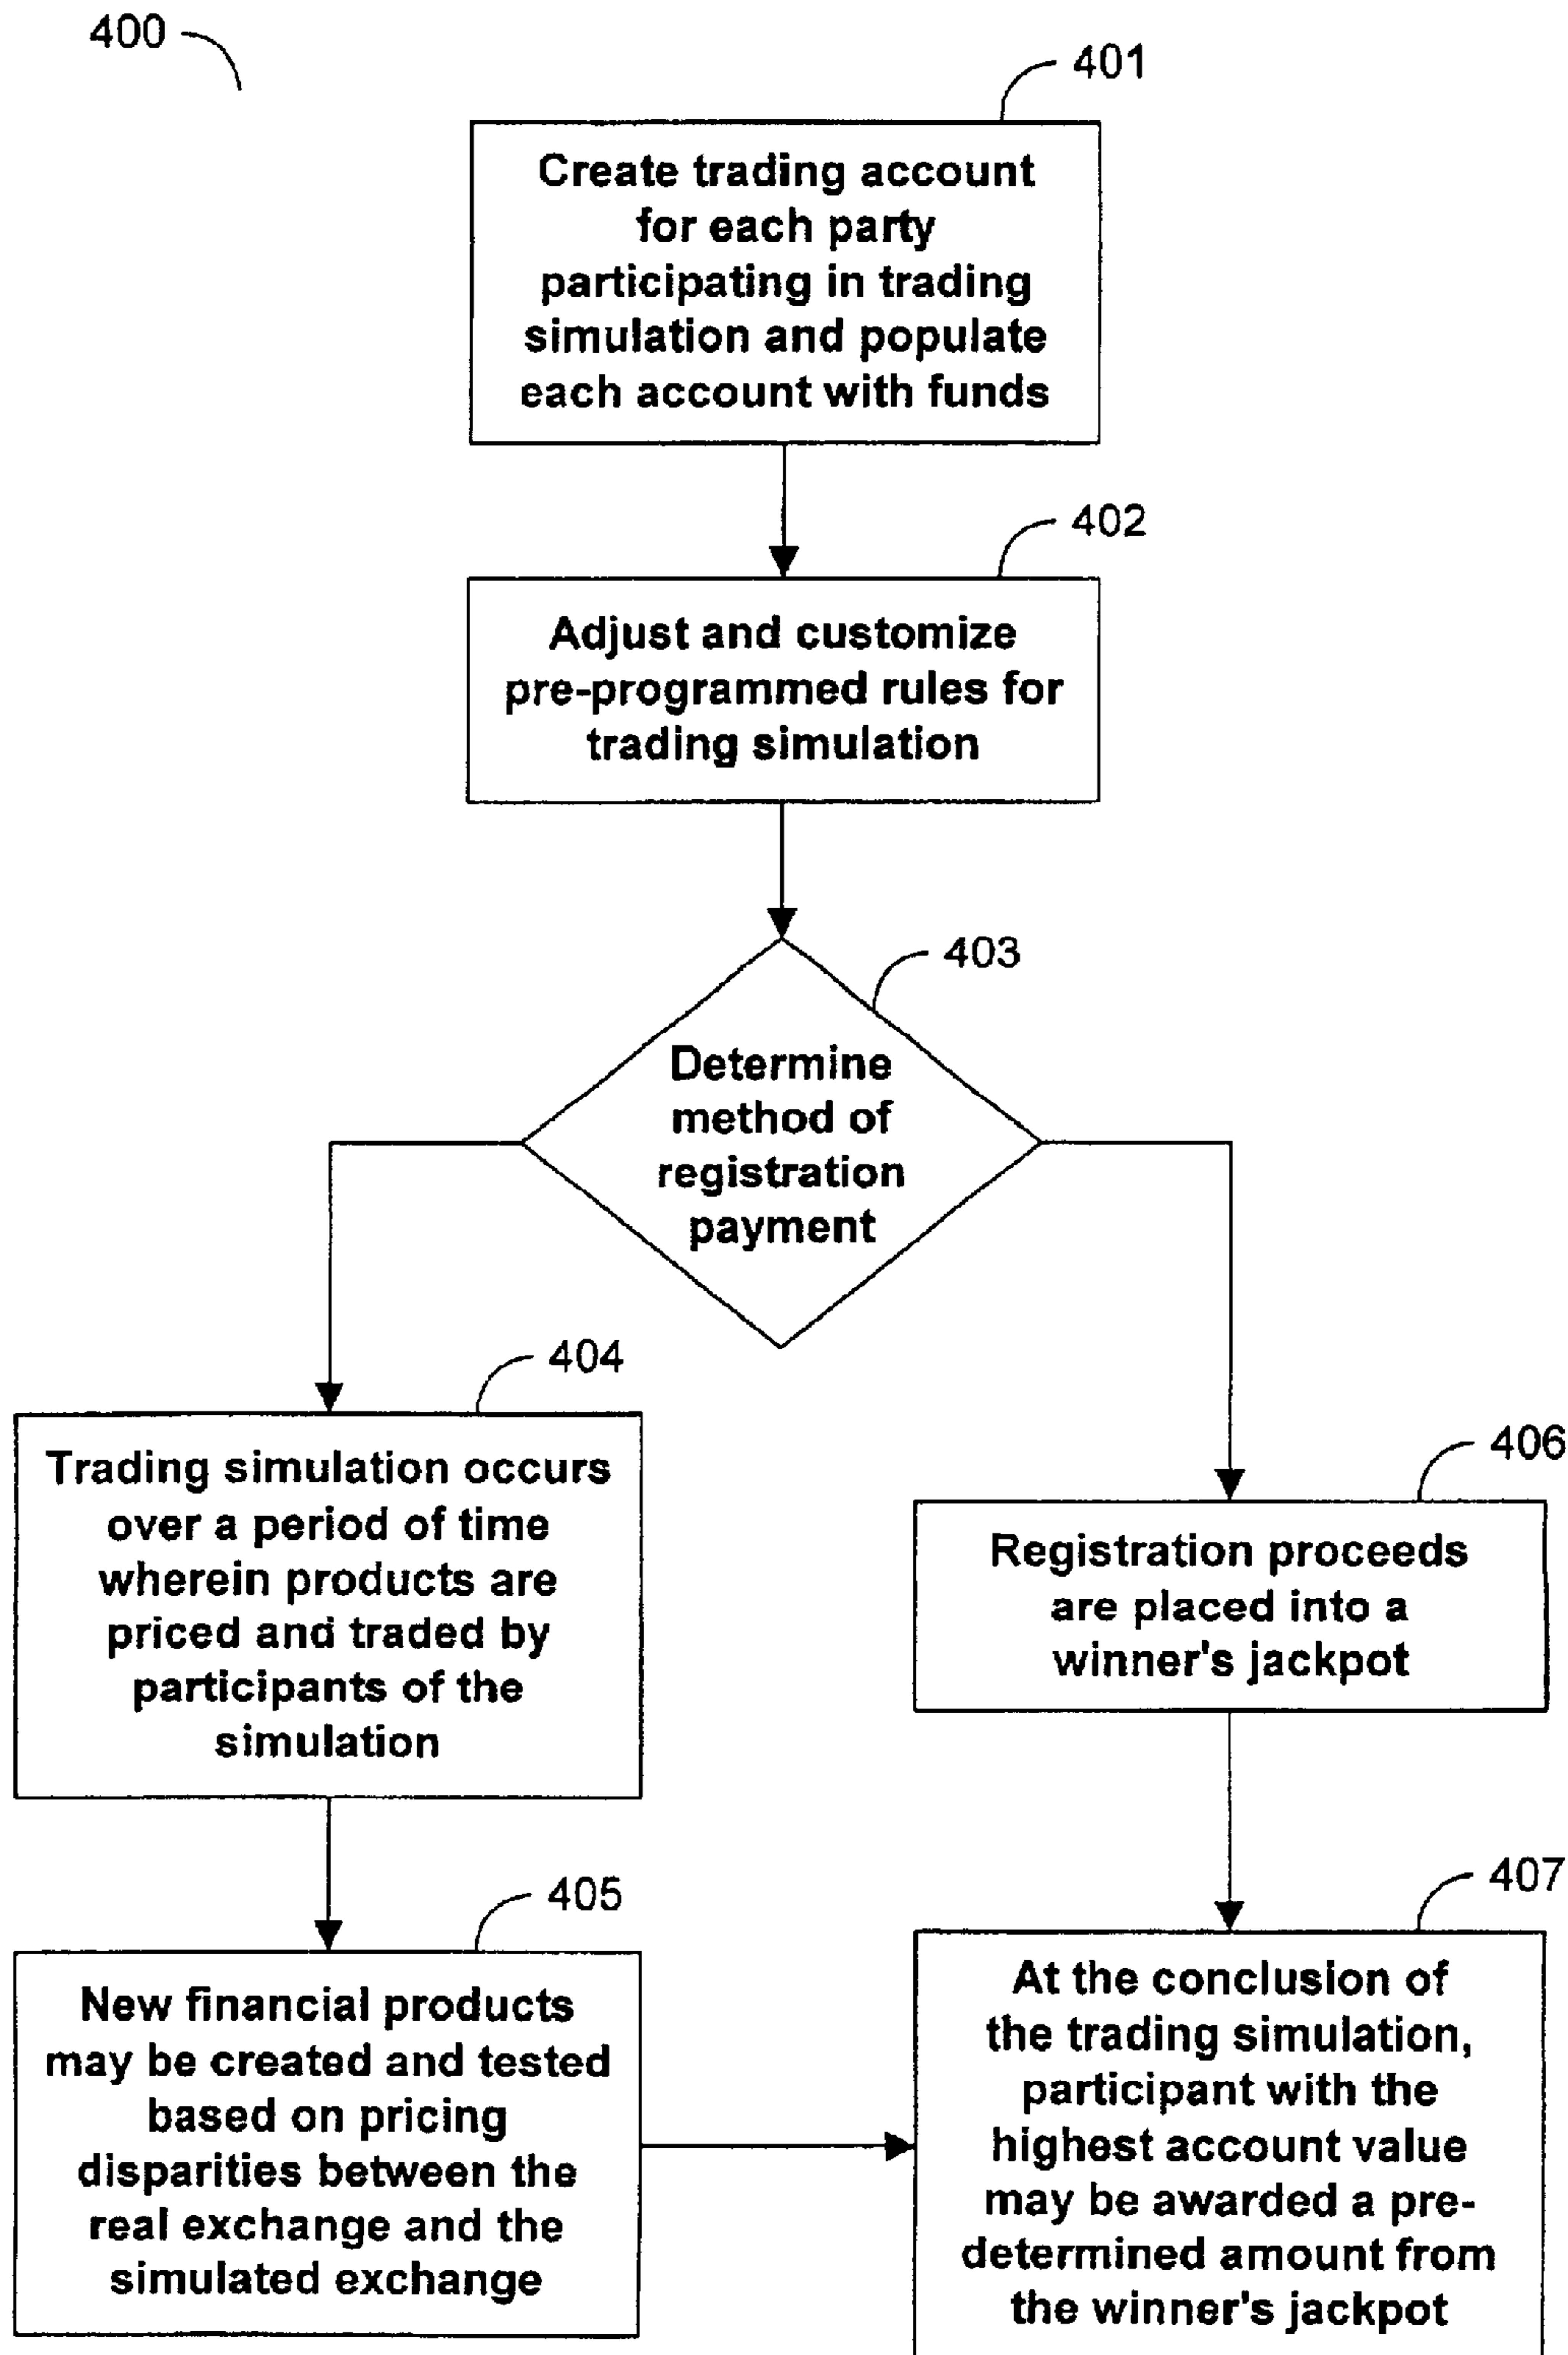 400
401
Create trading account
for each party
participating in trading
simulation and populate
each account with funds
402
Adjust and customize
pre-programmed rules for
trading simulation
403
Determine
method of
registration
payment
404
Trading simulation occurs
over a period of time
wherein products are
priced and traded by
participants of the
simulation
406
Registration proceeds
are placed into a
winner's jackpot
405
New financial products
may be created and tested
based on pricing
disparities between the
real exchange and the
simulated exchange
407
At the conclusion of
the trading simulation,
participant with the
highest account value
may be awarded a pre-
determined amount from
the winner's jackpot